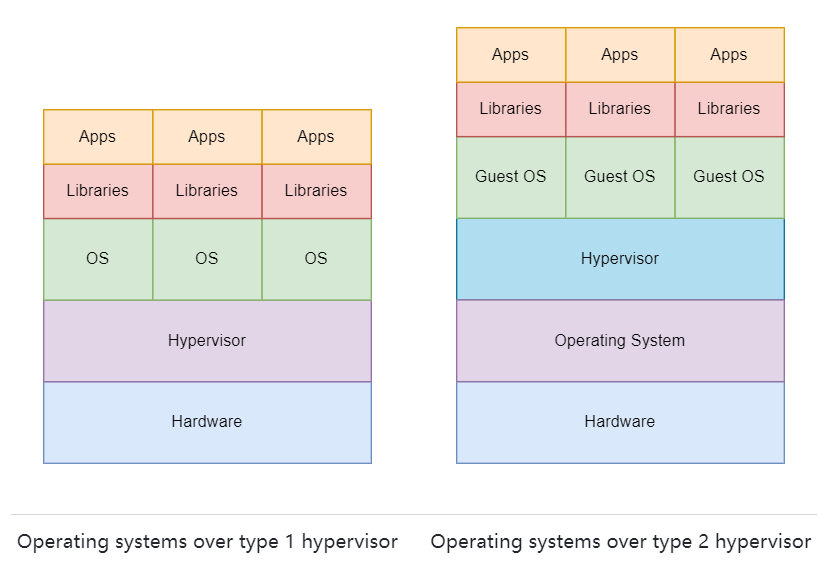 Apps Apps Apps
Libraries Libraries Libraries
OS OS OS
Hypervisor
Hardware
Apps Apps Apps
Libraries Libraries Libraries
Guest OS Guest OS Guest OS
Hypervisor
Operating System
Hardware
Operating systems over type 1 hypervisor
Operating systems over type 2 hypervisor